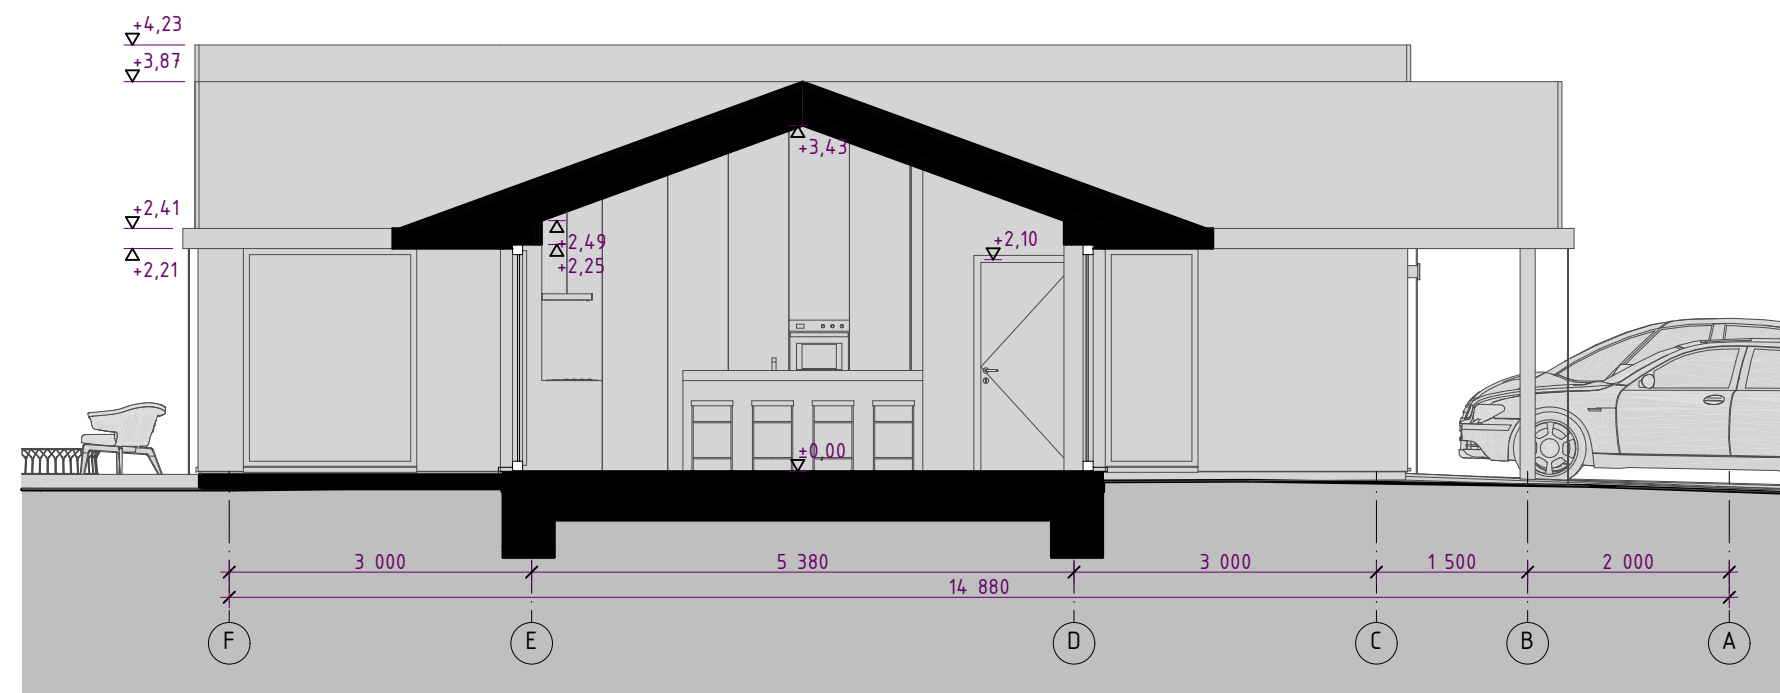 +4,23
+3,87
+3,43
+2,41
+2,49
+2,10
+2,21
+2,25
±0,00
3 000
5 380
3 000
1 500
2 000
14 880
F
E
D
C
B
A